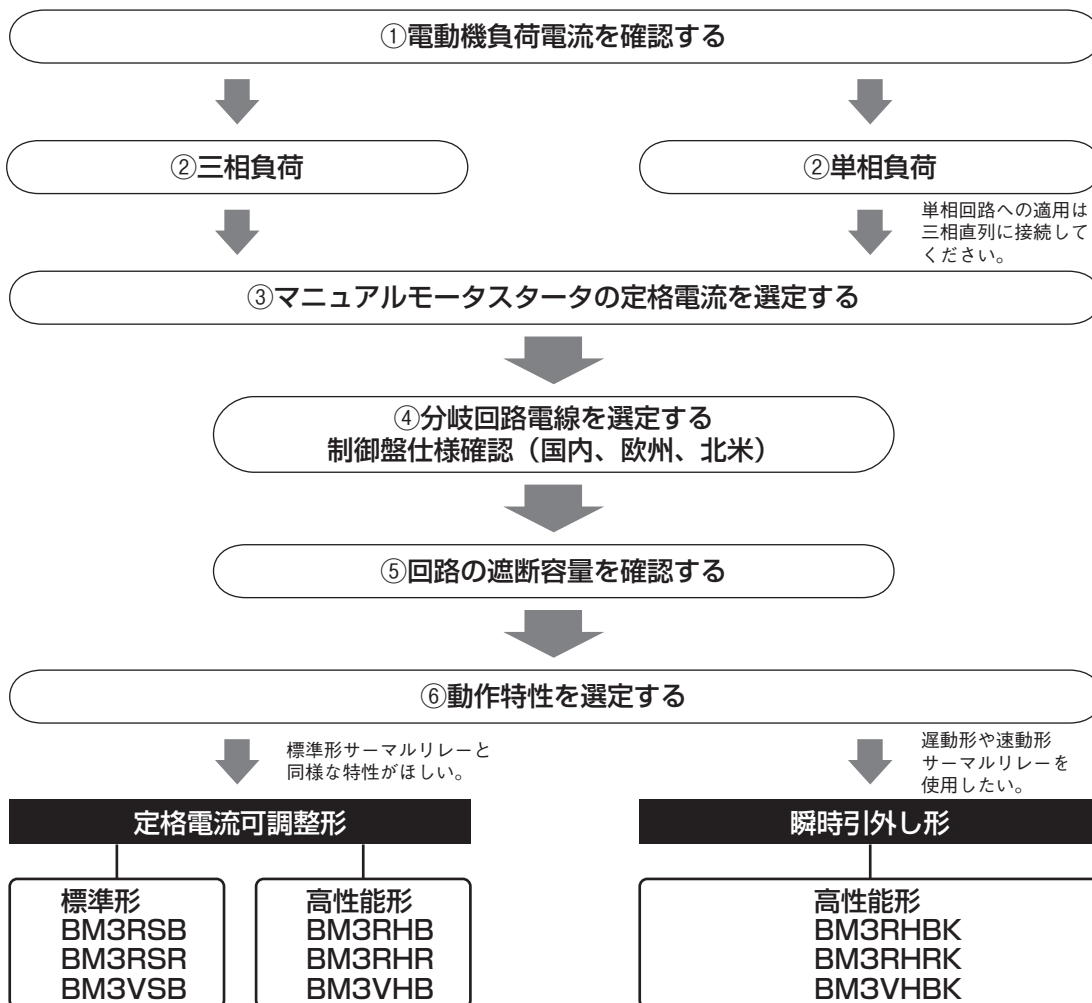 ①電動機負荷電流を確認する
②三相負荷
②単相負荷
単相回路への適用は
三相直列に接続して
ください。
③マニュアルモータスタータの定格電流を選定する
④分岐回路電線を選定する
制御盤仕様確認（国内、欧州、北米）
⑤回路の遮断容量を確認する
⑥動作特性を選定する
標準形サーマルリレーと
同様な特性がほしい。
遅動形や速動形
サーマルリレーを
使用したい。
定格電流可調整形
瞬時引外し形
標準形
BM3RSB
BM3RSR
BM3VSB
高性能形
BM3RHB
BM3RHR
BM3VHB
高性能形
BM3RHBK
BM3RHRK
BM3VHBK